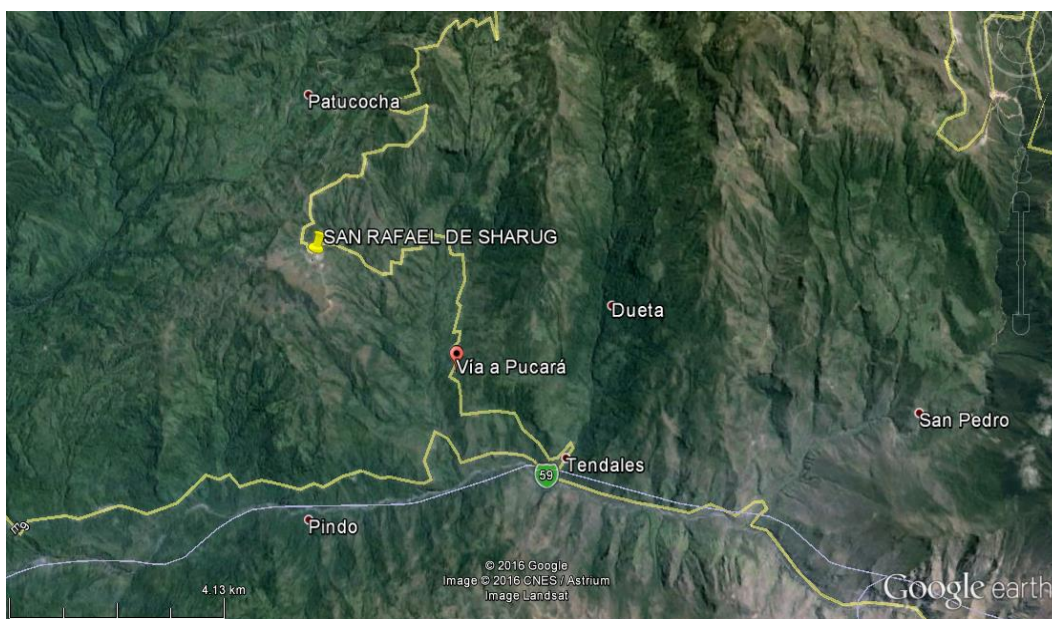 Patucocha
SAN RAFAEL DE SHARUG
Dueta
Vía a Pucará
San Pedro
Tendales
59
Pindo
© 2016 Google
Image © 2016 CNES / Astrium
Image Landsat
4.13 km
Google earth